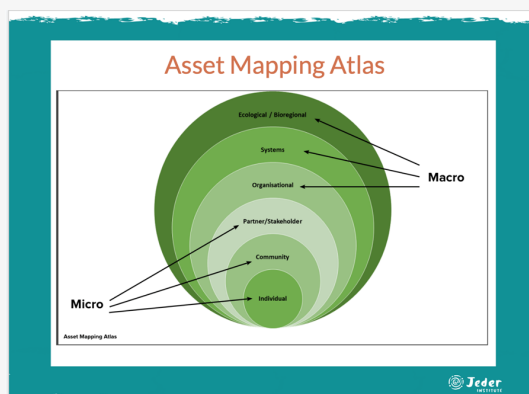 Asset Mapping Atlas
Ecological / Bioregional
Systems
Macro
Organisational
Partner/Stakeholder
Community
Micro
Individual
Asset Mapping Atlas
Jeder
INSTITUTE